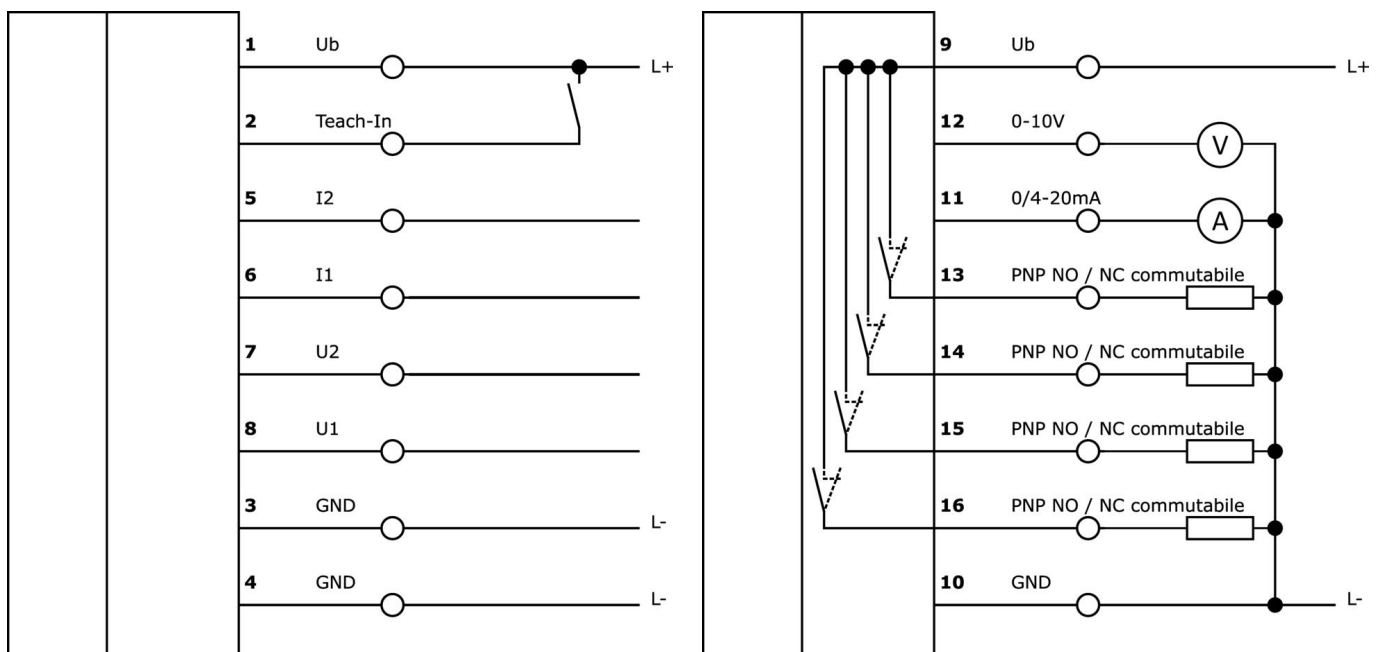 1 Ub
L+
2 Teach-In
5 I2
6 I1
7 U2
8 U1
3 GND
L-
4 GND
L-
9 Ub
L+
12 0-10V
V
11 0/4-20mA
A
13 PNP NO / NC commutabile
14 PNP NO / NC commutabile
15 PNP NO / NC commutabile
16 PNP NO / NC commutabile
10 GND
L-